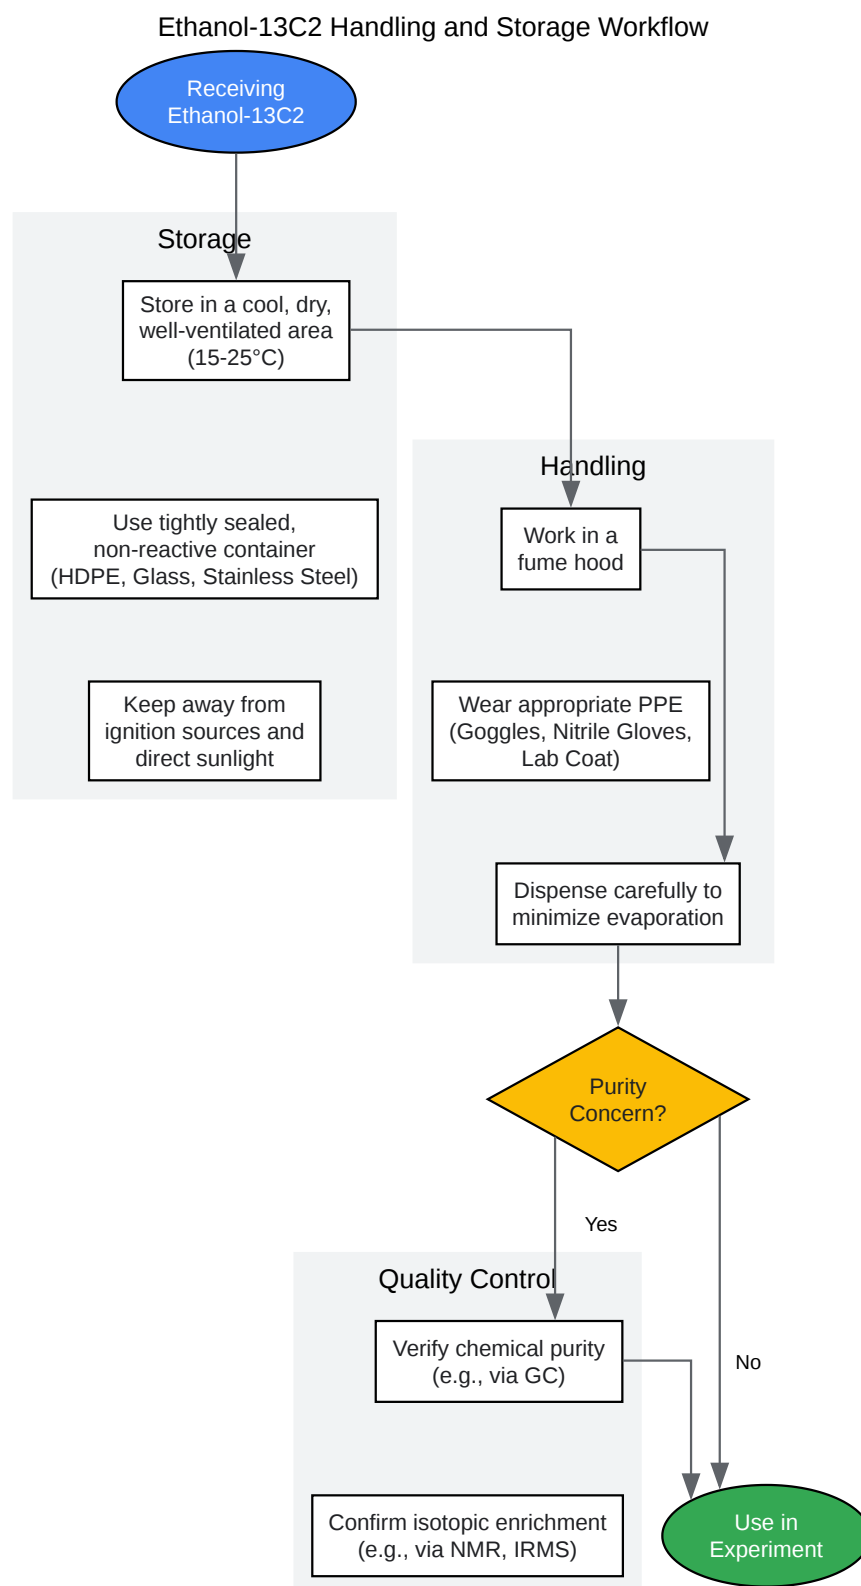 Ethanol-13C2 Handling and Storage Workflow
Receiving
Ethanol-13C2
Storage
Store in a cool, dry,
well-ventilated area
(15-25°C)
Use tightly sealed,
non-reactive container
(HDPE, Glass, Stainless Steel)
Keep away from
ignition sources and
direct sunlight
Handling
Work in a
fume hood
Wear appropriate PPE
(Goggles, Nitrile Gloves,
Lab Coat)
Dispense carefully to
minimize evaporation
Purity
Concern?
Yes
No
Quality Control
Verify chemical purity
(e.g., via GC)
Confirm isotopic enrichment
(e.g., via NMR, IRMS)
Use in
Experiment